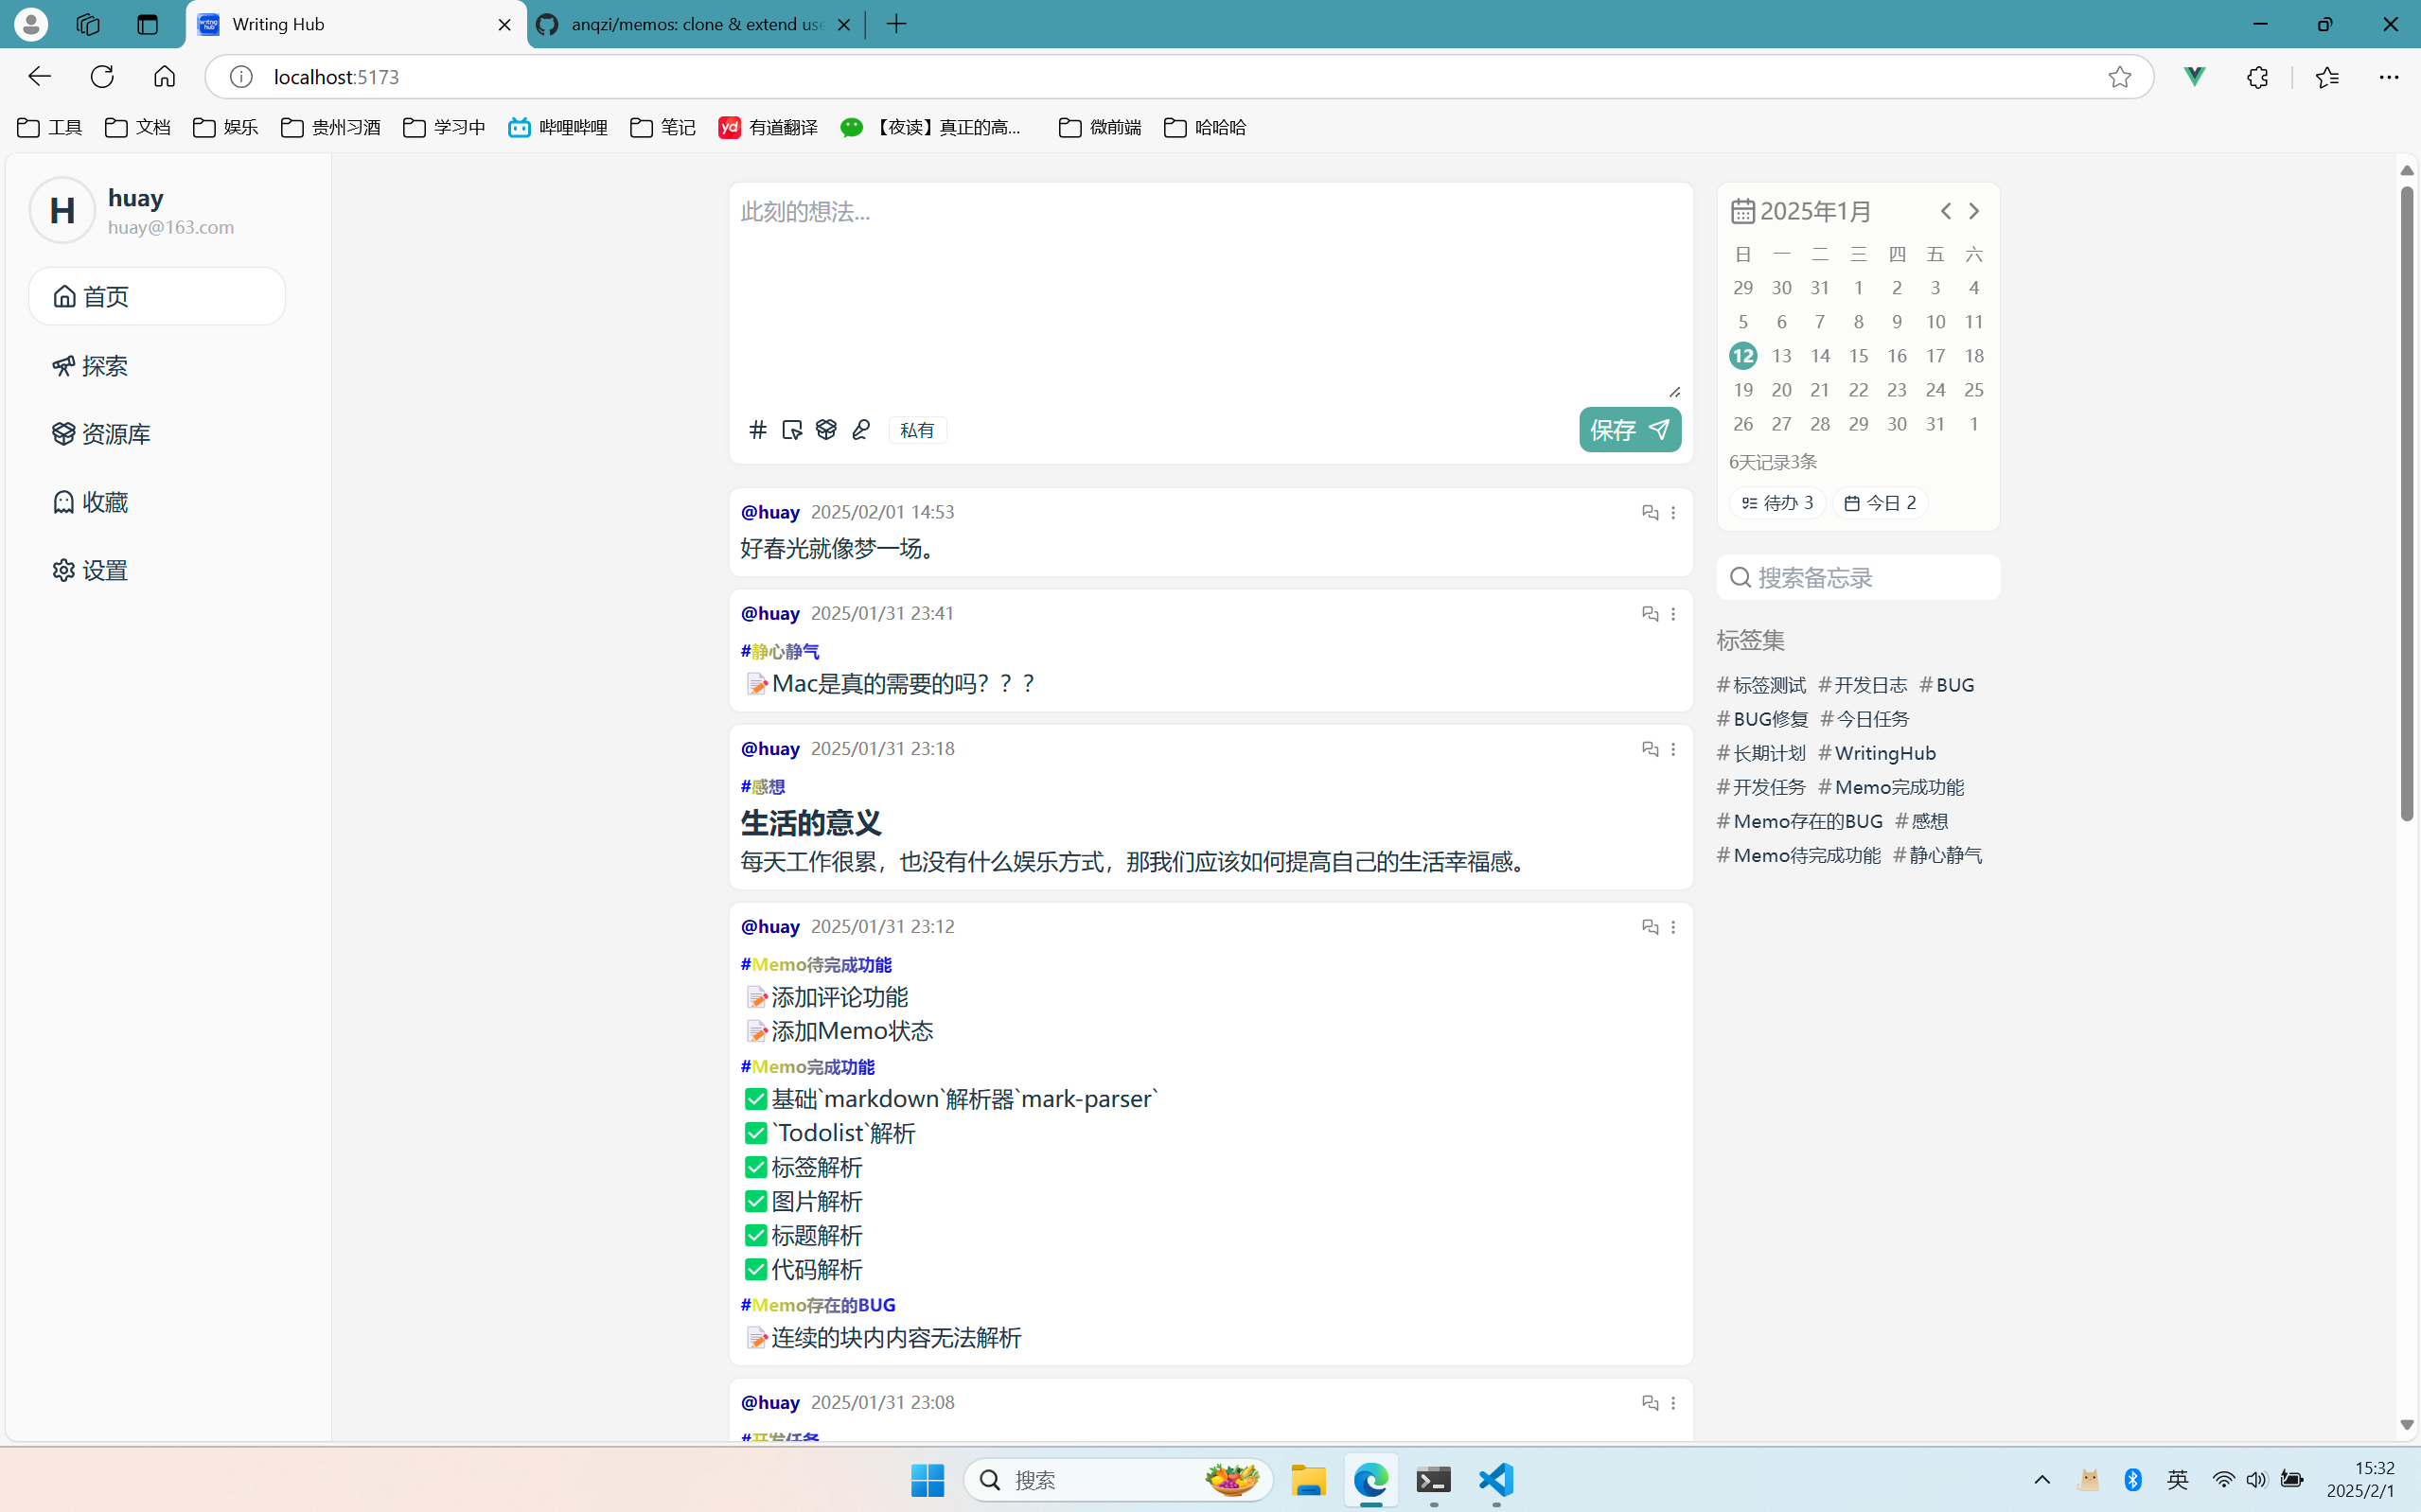 Writing Hub
anqzi/memos: clone & extend use
localhost:5173
工具 文档 娱乐 贵州习酒 学习中 哔哩哔哩 笔记 有道翻译 【夜读】真正的高... 微前端 哈哈哈
H
huay
huay@163.com
首页
探索
资源库
收藏
设置
此刻的想法...
私有
保存
@huay 2025/02/01 14:53
好春光就像梦一场。
@huay 2025/01/31 23:41
#静心静气
📝Mac是真的需要的吗？？？
@huay 2025/01/31 23:18
#感想
生活的意义
每天工作很累，也没有什么娱乐方式，那我们应该如何提高自己的生活幸福感。
@huay 2025/01/31 23:12
#Memo待完成功能
📝添加评论功能
📝添加Memo状态
#Memo完成功能
✅基础`markdown`解析器`mark-parser`
✅`Todolist`解析
✅标签解析
✅图片解析
✅标题解析
✅代码解析
#Memo存在的BUG
📝连续的块内内容无法解析
@huay 2025/01/31 23:08
#开发任务
2025年1月
日 一 二 三 四 五 六
29 30 31 1 2 3 4
5 6 7 8 9 10 11
12 13 14 15 16 17 18
19 20 21 22 23 24 25
26 27 28 29 30 31 1
6天记录3条
待办 3 今日 2
搜索备忘录
标签集
#标签测试 #开发日志 #BUG
#BUG修复 #今日任务
#长期计划 #WritingHub
#开发任务 #Memo完成功能
#Memo存在的BUG #感想
#Memo待完成功能 #静心静气
搜索
英
15:32
2025/2/1